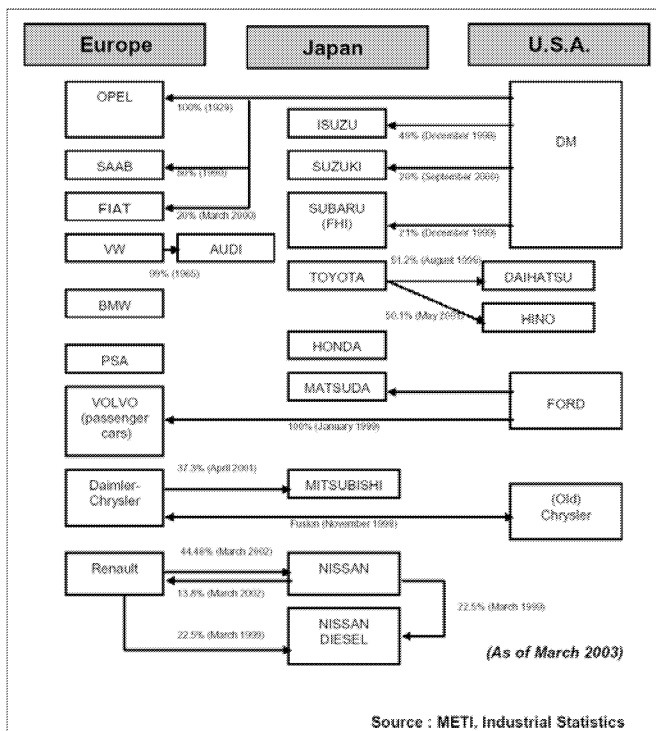 Europe
Japan
U.S.A.
OPEL
100% (1929)
ISUZU
49% (December 1998)
DM
SAAB
SUZUKI
20% (September 2000)
FIAT
20% (March 2000)
SUBARU
(FHI)
21% (December 1999)
VW
AUDI
99% (1965)
TOYOTA
51.2% (August 1998)
DAIHATSU
50.1% (May 2001)
HINO
BMW
HONDA
PSA
MATSUDA
FORD
VOLVO
(passenger
cars)
100% (January 1999)
37.3% (April 2001)
Daimler-
Chrysler
MITSUBISHI
(Old)
Chrysler
Fusion (November 1998)
44.48% (March 2002)
Renault
NISSAN
13.8% (March 2002)
22.5% (March 1999)
NISSAN
DIESEL
22.5% (March 1999)
(As of March 2003)
Source : METI, Industrial Statistics